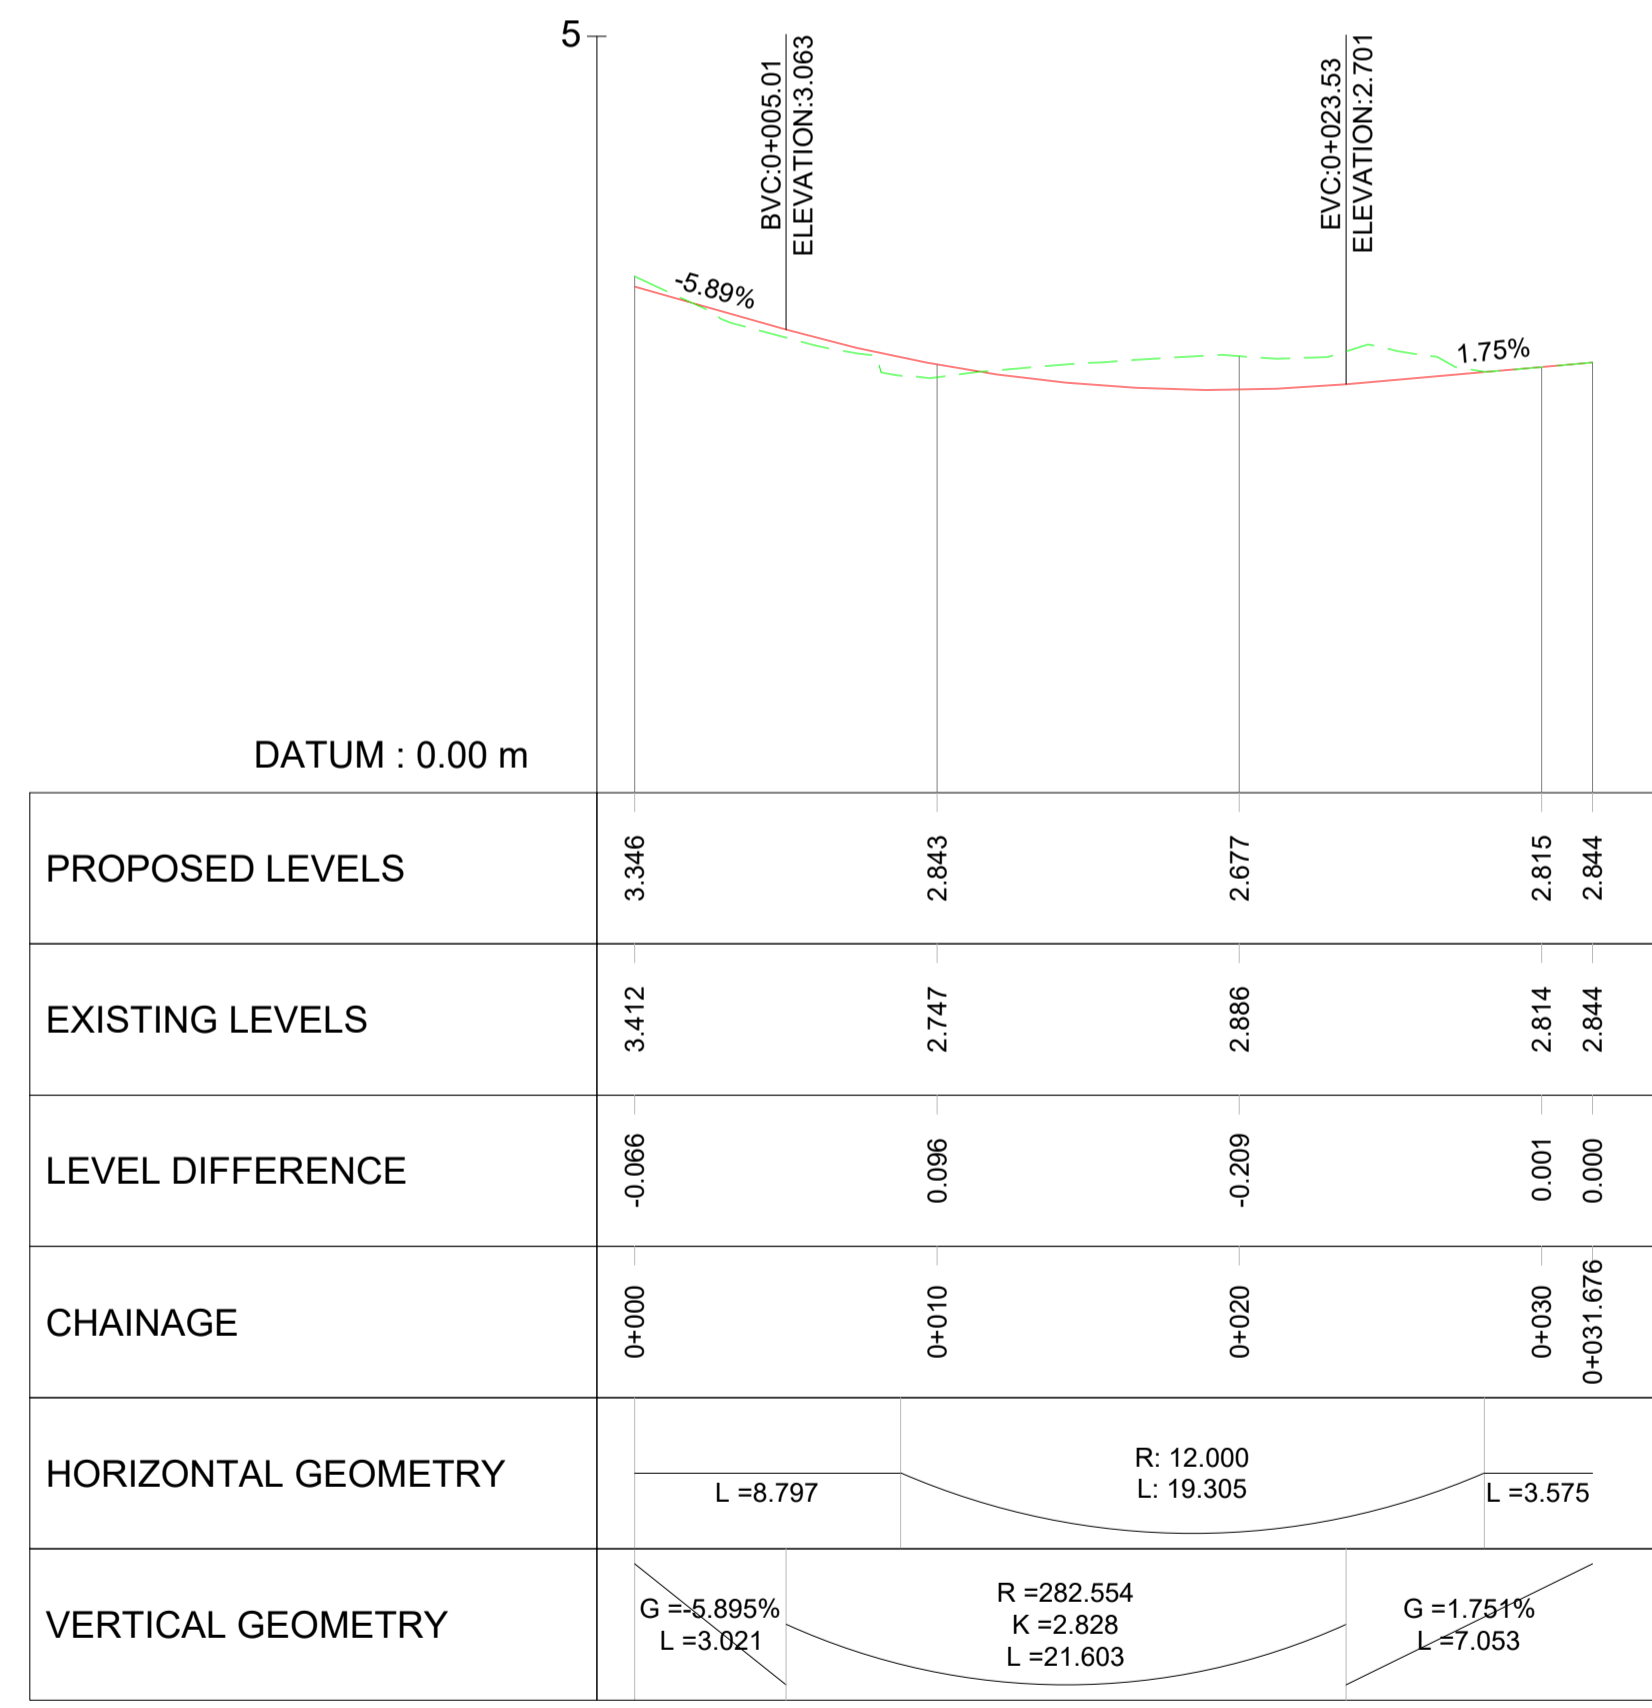 5
BVC:0+005.01
ELEVATION:3.063
EVC:0+023.53
ELEVATION:2.701
-5.89%
1.75%
DATUM : 0.00 m
PROPOSED LEVELS
3.346
2.843
2.677
2.815
2.844
EXISTING LEVELS
3.412
2.747
2.886
2.814
2.844
LEVEL DIFFERENCE
-0.066
0.096
-0.209
0.001
0.000
CHAINAGE
0+000
0+010
0+020
0+030
0+031.676
HORIZONTAL GEOMETRY
L =8.797
R: 12.000
L: 19.305
L =3.575
VERTICAL GEOMETRY
G =-5.895%
L =3.021
R =282.554
K =2.828
L =21.603
G =1.751%
L =7.053